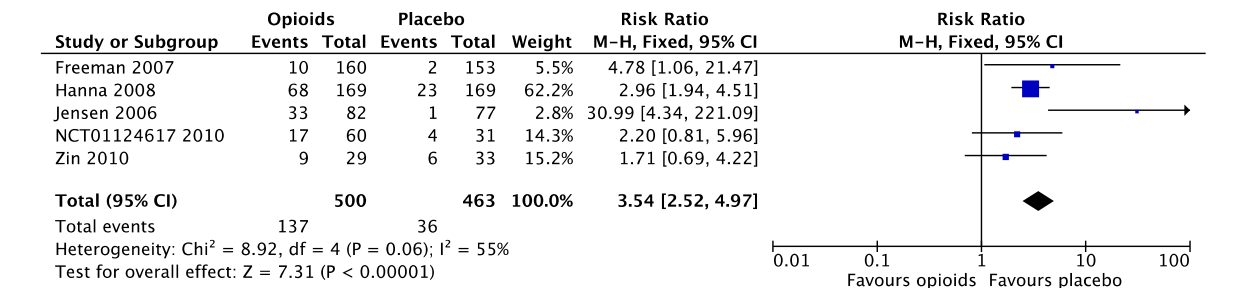 Opioids Placebo Risk Ratio Risk Ratio
Study or Subgroup Events Total Events Total Weight M-H, Fixed, 95% CI M-H, Fixed, 95% CI
Freeman 2007 10 160 2 153 5.5% 4.78 [1.06, 21.47]
Hanna 2008 68 169 23 169 62.2% 2.96 [1.94, 4.51]
Jensen 2006 33 82 1 77 2.8% 30.99 [4.34, 221.09]
NCT01124617 2010 17 60 4 31 14.3% 2.20 [0.81, 5.96]
Zin 2010 9 29 6 33 15.2% 1.71 [0.69, 4.22]
Total (95% CI) 500 463 100.0% 3.54 [2.52, 4.97]
Total events 137 36
Heterogeneity: Chi² = 8.92, df = 4 (P = 0.06); I² = 55%
Test for overall effect: Z = 7.31 (P < 0.00001)
0.01 0.1 1 10 100
Favours opioids Favours placebo